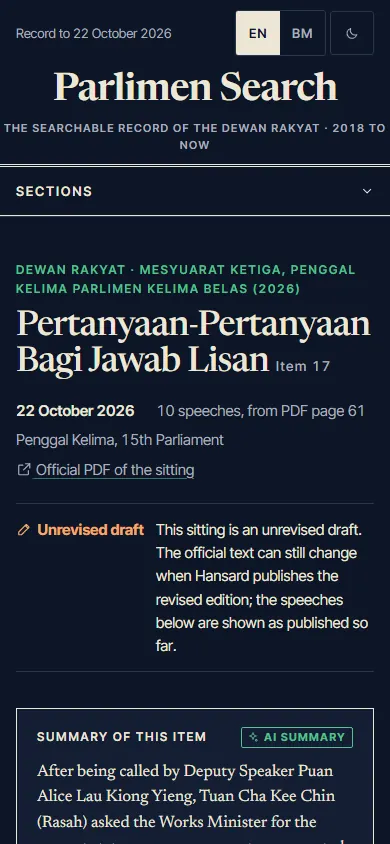 Record to 22 October 2026
EN
BM
Parlimen Search
THE SEARCHABLE RECORD OF THE DEWAN RAKYAT · 2018 TO
NOW
SECTIONS
DEWAN RAKYAT · MESYUARAT KETIGA, PENGGAL
KELIMA PARLIMEN KELIMA BELAS (2026)
Pertanyaan-Pertanyaan
Bagi Jawab Lisan Item 17
22 October 2026 10 speeches, from PDF page 61
Penggal Kelima, 15th Parliament
Official PDF of the sitting
Unrevised draft
This sitting is an unrevised draft.
The official text can still change
when Hansard publishes the
revised edition; the speeches
below are shown as published so
far.
SUMMARY OF THIS ITEM
AI SUMMARY
After being called by Deputy Speaker Puan
Alice Lau Kiong Yieng, Tuan Cha Kee Chin
(Rasah) asked the Works Minister for the